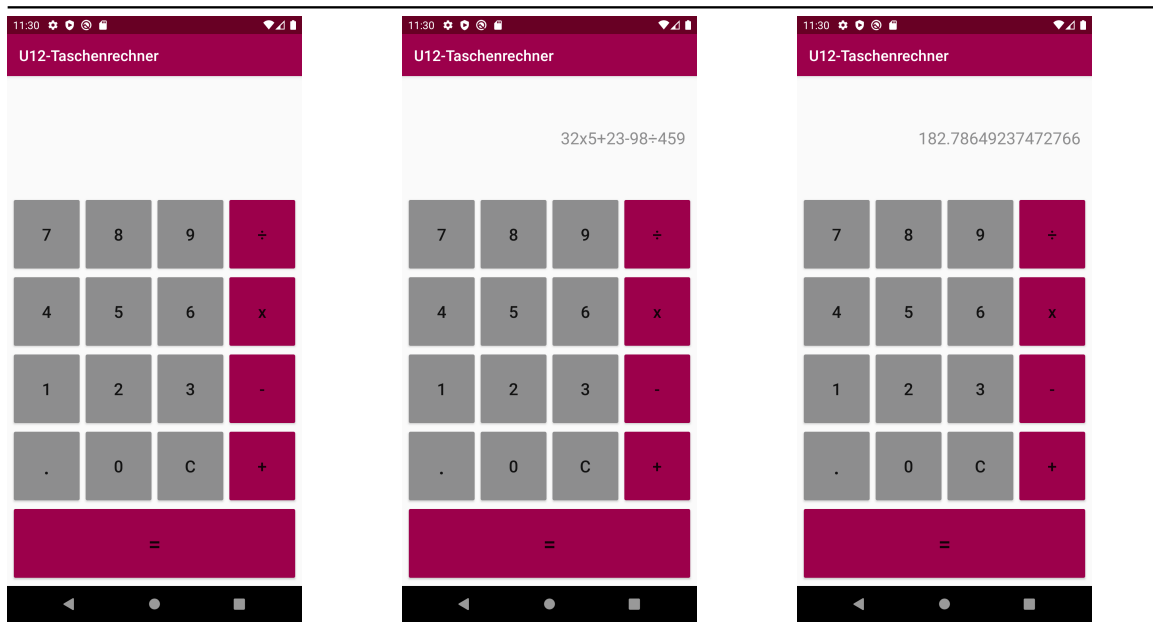 11:30
U12-Taschenrechner
7 8 9 ÷
4 5 6 x
1 2 3 -
. 0 C +
=
11:30
U12-Taschenrechner
32x5+23-98÷459
7 8 9 ÷
4 5 6 x
1 2 3 -
. 0 C +
=
11:30
U12-Taschenrechner
182.78649237472766
7 8 9 ÷
4 5 6 x
1 2 3 -
. 0 C +
=